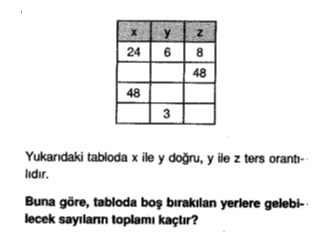 x y z
24 6 8
48
48
3
Yukarıdaki tabloda x ile y doğru, y ile z ters orantı-
lıdır.
Buna göre, tabloda boş bırakılan yerlere gelebi-
lecek sayıların toplamı kaçtır?